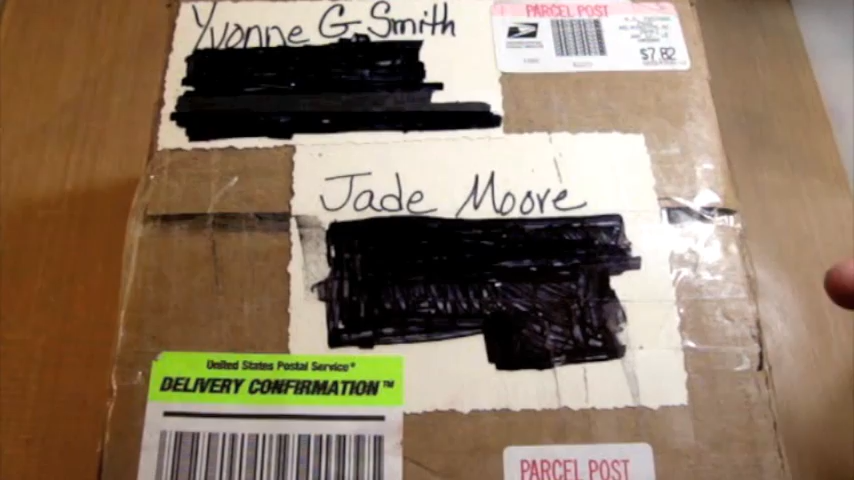 Yvonne G Smith
PARCEL POST
$7.82
Jade Moore
United States Postal Service®
DELIVERY CONFIRMATION™
PARCEL POST